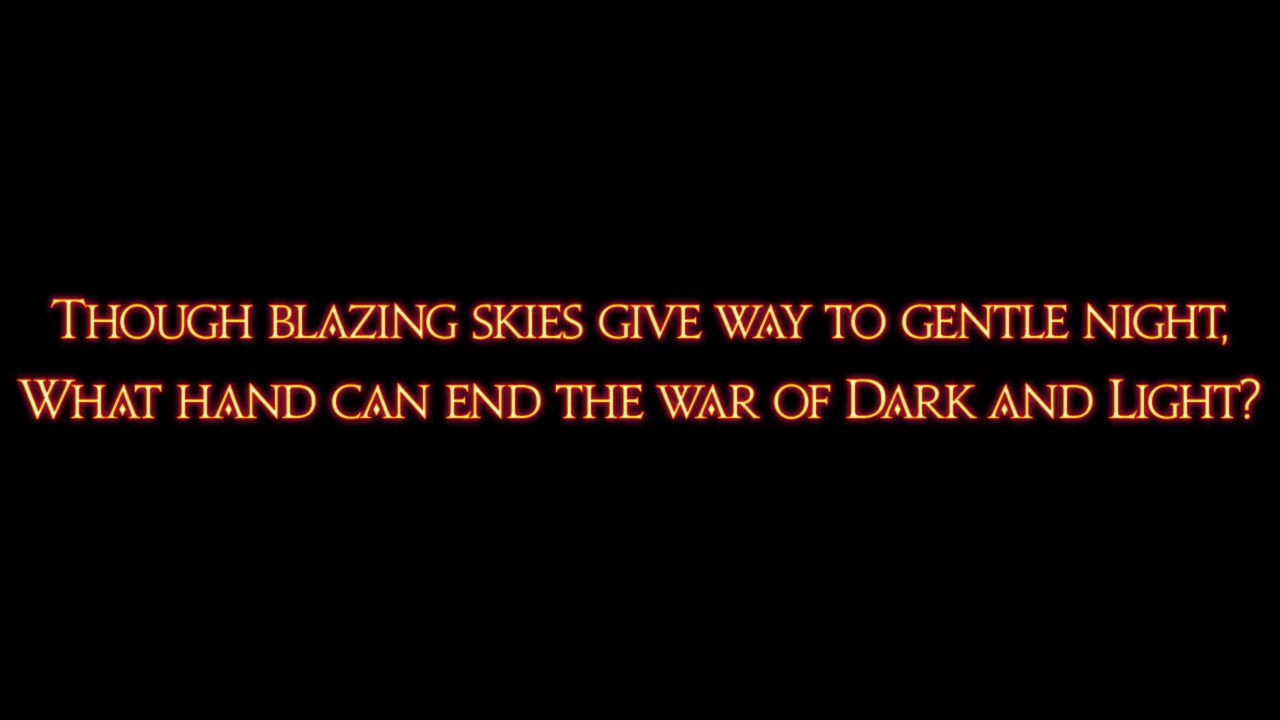 Though blazing skies give way to gentle night,
What hand can end the war of Dark and Light?